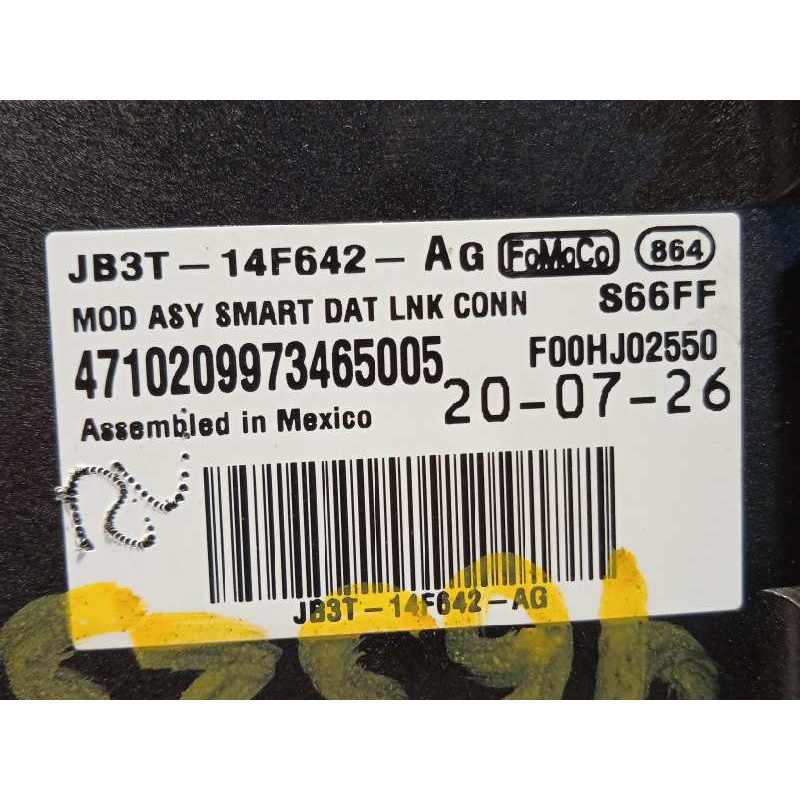 JB3T-14F642-AG FoMoCo 864
MOD ASY SMART DAT LNK CONN S66FF
4710209973465005 F00HJ02550
Assembled in Mexico 20-07-26
JB3T-14F642-AG